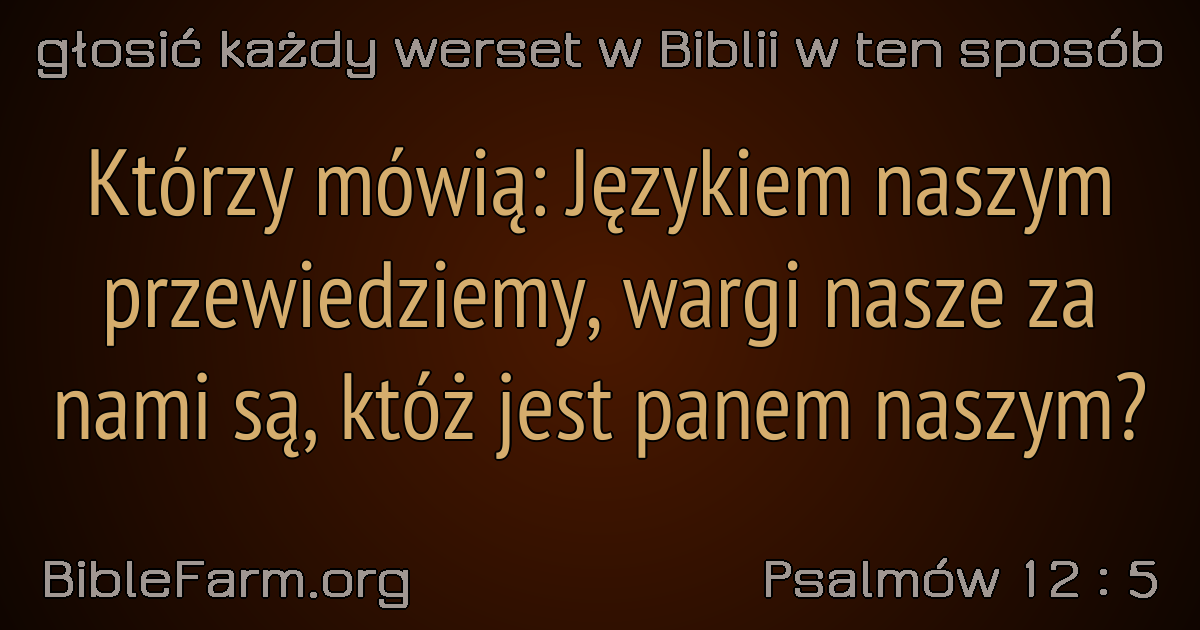 głosić każdy werset w Biblii w ten sposób
Którzy mówią: Językiem naszym
przewiedziemy, wargi nasze za
nami są, któż jest panem naszym?
BibleFarm.org
Psalmów 12 : 5